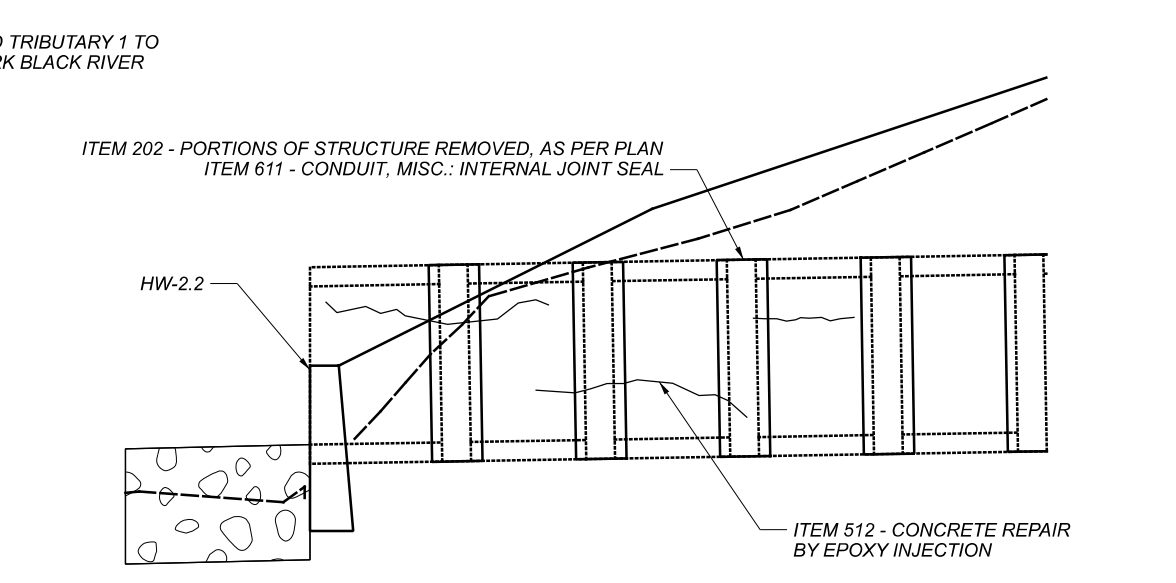 TRIBUTARY 1 TO
BLACK RIVER
ITEM 202 - PORTIONS OF STRUCTURE REMOVED, AS PER PLAN
ITEM 611 - CONDUIT, MISC.: INTERNAL JOINT SEAL
HW-2.2
ITEM 512 - CONCRETE REPAIR
BY EPOXY INJECTION